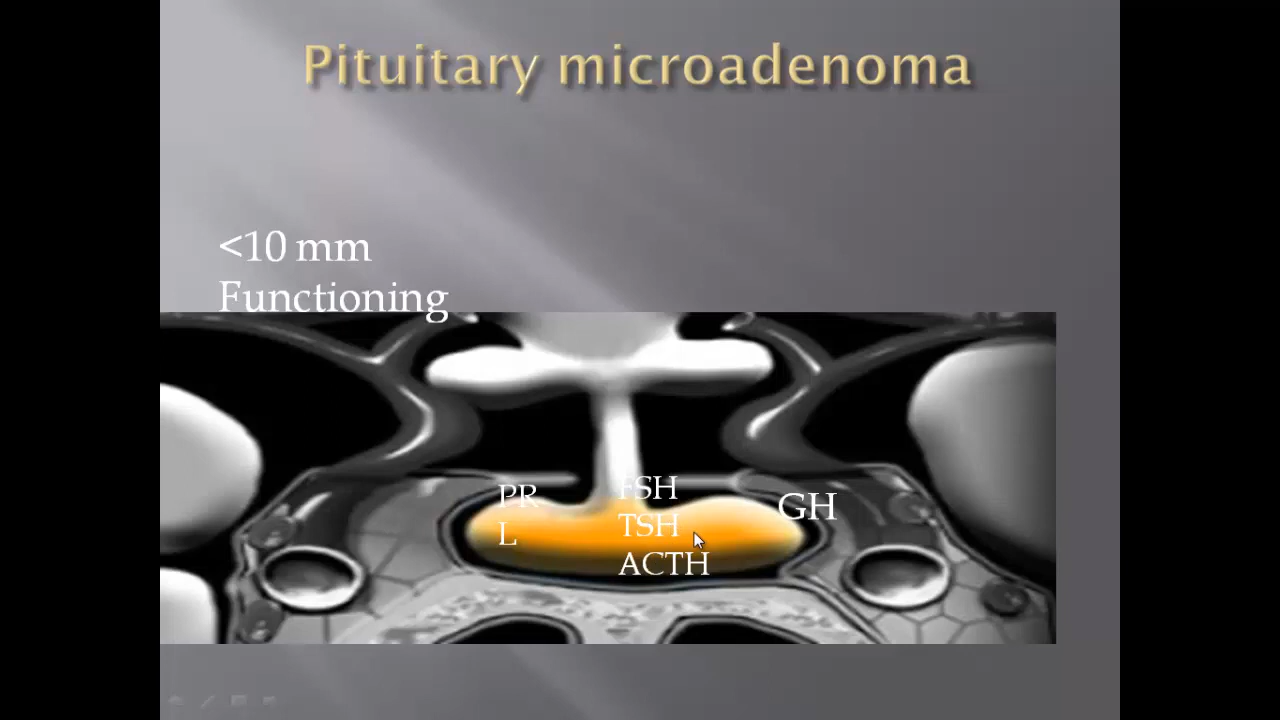 Pituitary microadenoma
<10 mm
Functioning
PR
L
FSH
TSH
ACTH
GH